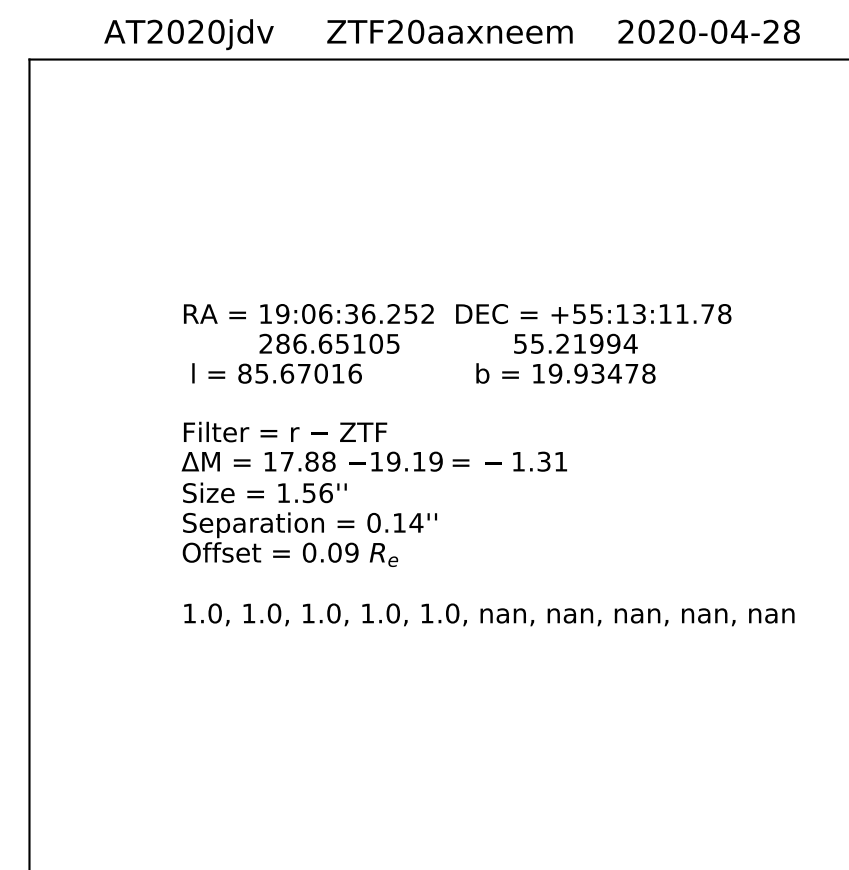 AT2020jdv ZTF20aaxneem 2020-04-28
RA = 19:06:36.252 DEC = +55:13:11.78
286.65105 55.21994
l = 85.67016 b = 19.93478
Filter = r − ZTF
ΔM = 17.88 −19.19 = − 1.31
Size = 1.56''
Separation = 0.14''
Offset = 0.09 Re
1.0, 1.0, 1.0, 1.0, 1.0, nan, nan, nan, nan, nan